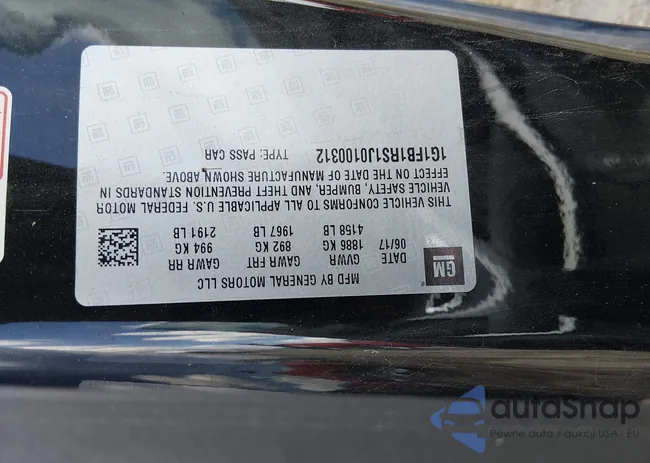 MFD BY GENERAL MOTORS LLC
DATE GVWR GAWR FRT GAWR RR
06/17 1886 KG 892 KG 994 KG
4158 LB 1967 LB 2191 LB
THIS VEHICLE CONFORMS TO ALL APPLICABLE U.S. FEDERAL MOTOR
VEHICLE SAFETY, BUMPER, AND THEFT PREVENTION STANDARDS IN
EFFECT ON THE DATE OF MANUFACTURE SHOWN ABOVE.
1G1FB1RS1J0100312 TYPE: PASS CAR
GM
autoSnap
Pewne auta z aukcji USA - EU